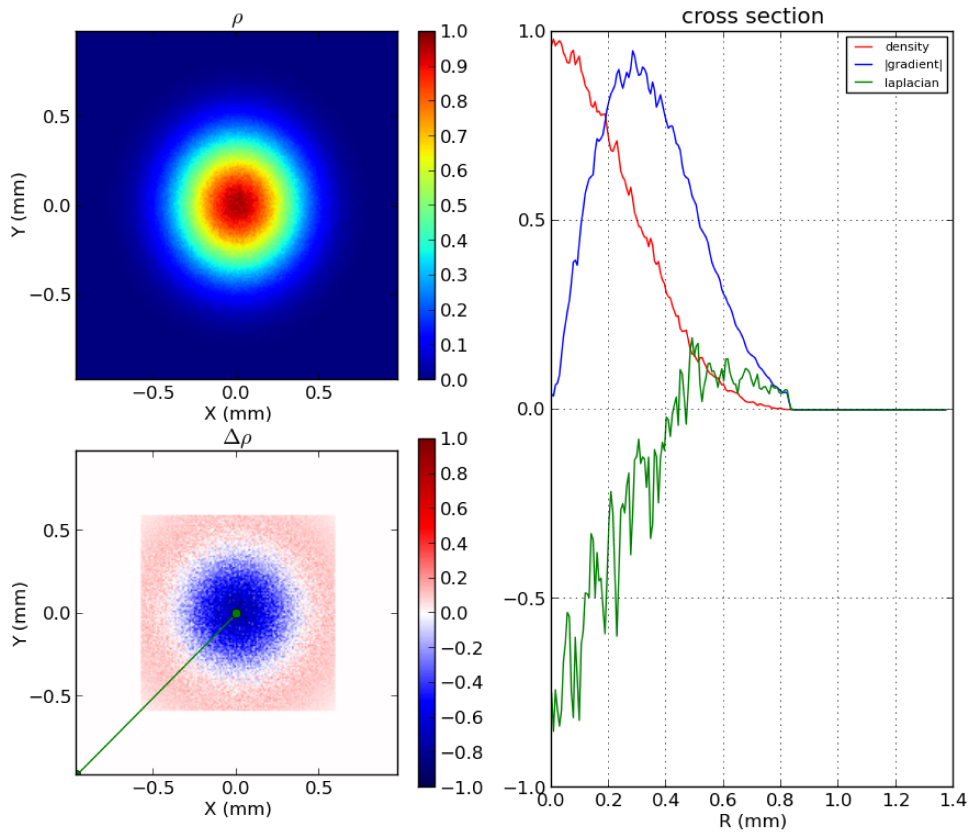 ρ
1.0
0.9
0.8
0.7
0.6
0.5
0.4
0.3
0.2
0.1
0.0
Y (mm)
0.5
0.0
−0.5
−0.5 0.0 0.5
X (mm)
Δρ
1.0
0.8
0.6
0.4
0.2
0.0
−0.2
−0.4
−0.6
−0.8
−1.0
Y (mm)
0.5
0.0
−0.5
−0.5 0.0 0.5
X (mm)
cross section
density
|gradient|
laplacian
1.0
0.5
0.0
−0.5
−1.0
0.0 0.2 0.4 0.6 0.8 1.0 1.2 1.4
R (mm)